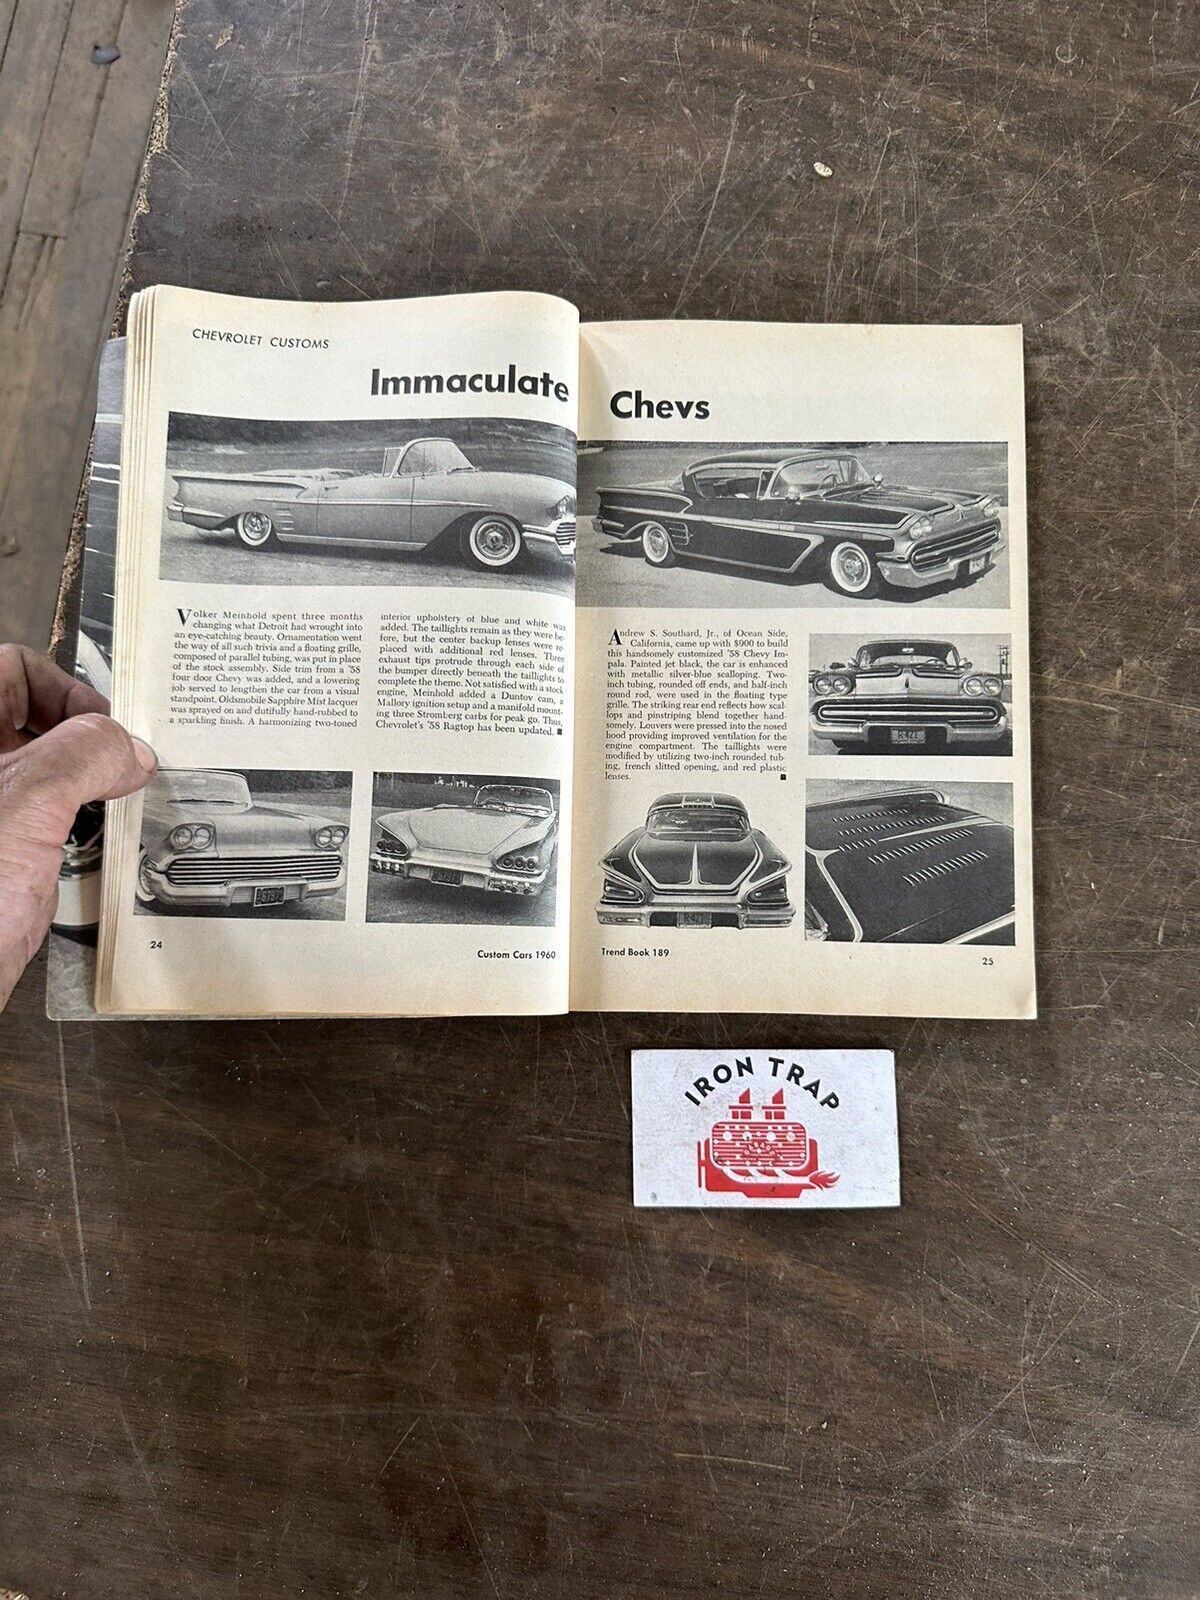 CHEVROLET CUSTOMS
Immaculate
Chevs
Volker Meinhold spent three months
changing what Detroit had wrought into
an eye-catching beauty. Ornamentation went
the way of all such trivia and a floating grille,
composed of parallel tubing, was put in place
of the stock assembly. Side trim from a '58
four door Chevy was added, and a lowering
job served to lengthen the car from a visual
standpoint. Oldsmobile Sapphire Mist lacquer
was sprayed on and dutifully hand-rubbed to
a sparkling finish. A harmonizing two-toned
interior upholstery of blue and white was
added. The taillights remain as they were be-
fore, but the center backup lenses were re-
placed with additional red lenses. Three
exhaust tips protrude through each side of
the bumper directly beneath the taillights to
complete the theme. Not satisfied with a stock
engine, Meinhold added a Duntov cam, a
Mallory ignition setup and a manifold mount-
ing three Stromberg carbs for peak go. Thus,
Chevrolet's '58 Ragtop has been updated. ■
Andrew S. Southard, Jr., of Ocean Side,
California, came up with $900 to build
this handsomely customized '58 Chevy Im-
pala. Painted jet black, the car is enhanced
with metallic silver-blue scalloping. Two-
inch tubing, rounded off ends, and half-inch
round rod, were used in the floating type
grille. The striking rear end reflects how scal-
lops and pinstriping blend together hand-
somely. Louvers were pressed into the nosed
hood providing improved ventilation for the
engine compartment. The taillights were
modified by utilizing two-inch rounded tub-
ing, french slitted opening, and red plastic
lenses. ■
24
Custom Cars 1960
Trend Book 189
25
IRON TRAP